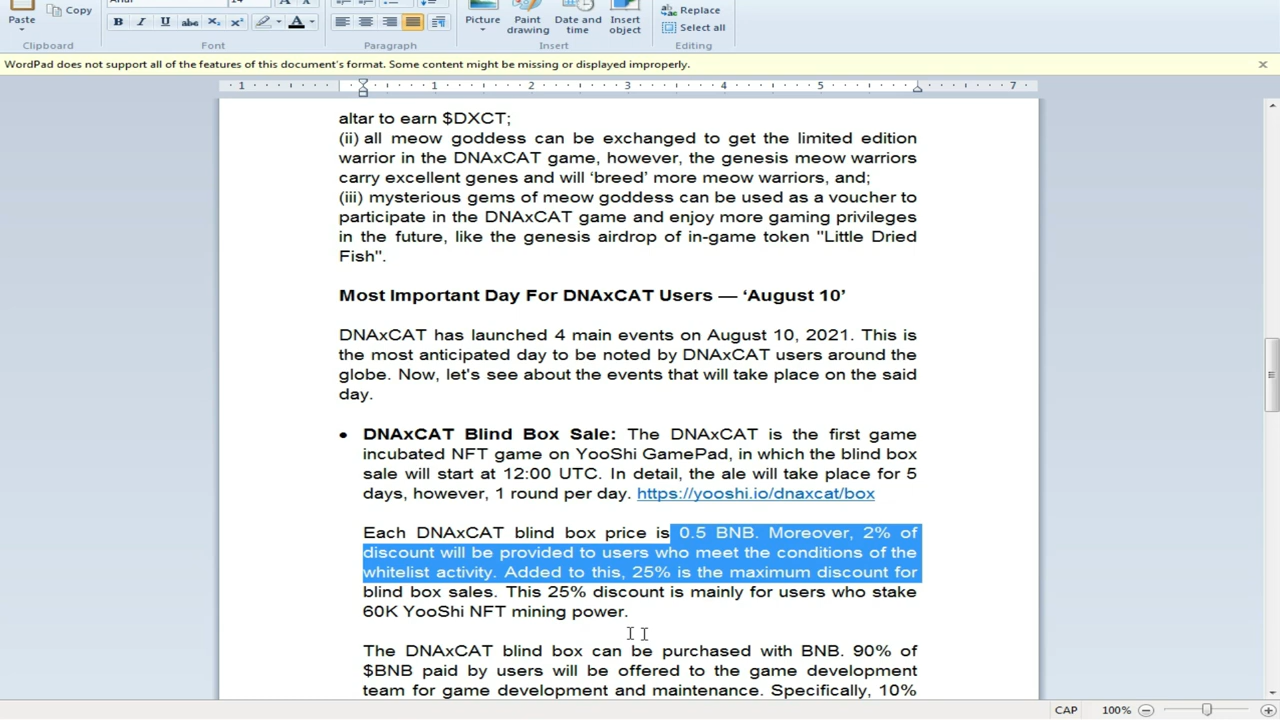 Paste
Copy
Clipboard
Font
Paragraph
Picture
Paint drawing
Date and time
Insert object
Insert
Replace
Select all
Editing
WordPad does not support all of the features of this document's format. Some content might be missing or displayed improperly.
1 1 2 3 4 5 7
altar to earn $DXCT;
(ii) all meow goddess can be exchanged to get the limited edition
warrior in the DNAxCAT game, however, the genesis meow warriors
carry excellent genes and will ‘breed’ more meow warriors, and;
(iii) mysterious gems of meow goddess can be used as a voucher to
participate in the DNAxCAT game and enjoy more gaming privileges
in the future, like the genesis airdrop of in-game token "Little Dried
Fish".
Most Important Day For DNAxCAT Users — ‘August 10’
DNAxCAT has launched 4 main events on August 10, 2021. This is
the most anticipated day to be noted by DNAxCAT users around the
globe. Now, let's see about the events that will take place on the said
day.
• DNAxCAT Blind Box Sale: The DNAxCAT is the first game
incubated NFT game on YooShi GamePad, in which the blind box
sale will start at 12:00 UTC. In detail, the ale will take place for 5
days, however, 1 round per day. https://yooshi.io/dnaxcat/box
Each DNAxCAT blind box price is 0.5 BNB. Moreover, 2% of
discount will be provided to users who meet the conditions of the
whitelist activity. Added to this, 25% is the maximum discount for
blind box sales. This 25% discount is mainly for users who stake
60K YooShi NFT mining power.
The DNAxCAT blind box can be purchased with BNB. 90% of
$BNB paid by users will be offered to the game development
team for game development and maintenance. Specifically, 10%
CAP 100%